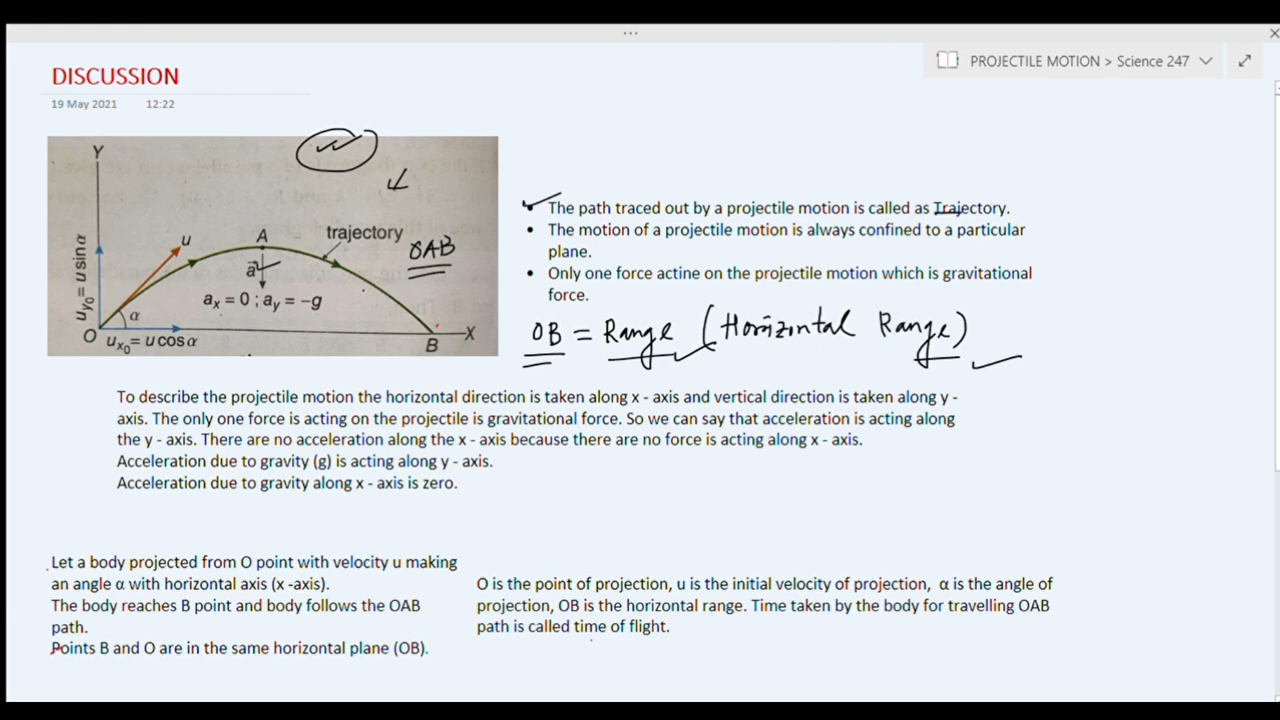 PROJECTILE MOTION > Science 247
DISCUSSION
19 May 2021 12:22
Y
u
A
trajectory
OAB
a
aₓ = 0 ; aᵧ = −g
α
uᵧ₀ = u sin α
O
uₓ₀ = u cos α
B
X
• The path traced out by a projectile motion is called as Trajectory.
• The motion of a projectile motion is always confined to a particular
plane.
• Only one force actine on the projectile motion which is gravitational
force.
OB = Range (Horizontal Range)
To describe the projectile motion the horizontal direction is taken along x - axis and vertical direction is taken along y -
axis. The only one force is acting on the projectile is gravitational force. So we can say that acceleration is acting along
the y - axis. There are no acceleration along the x - axis because there are no force is acting along x - axis.
Acceleration due to gravity (g) is acting along y - axis.
Acceleration due to gravity along x - axis is zero.
Let a body projected from O point with velocity u making
an angle α with horizontal axis (x -axis).
The body reaches B point and body follows the OAB
path.
Points B and O are in the same horizontal plane (OB).
O is the point of projection, u is the initial velocity of projection, α is the angle of
projection, OB is the horizontal range. Time taken by the body for travelling OAB
path is called time of flight.